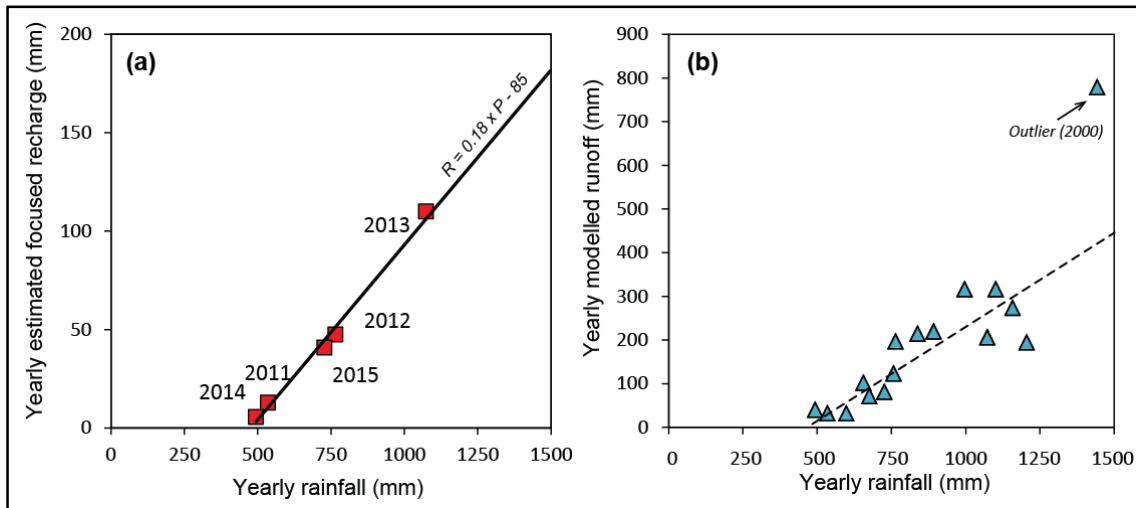 Yearly estimated focused recharge (mm)
200
150
100
50
0
(a)
R = 0.18 x P - 85
2013
2012
2011
2015
2014
0 250 500 750 1000 1250 1500
Yearly rainfall (mm)
Yearly modelled runoff (mm)
900
800
700
600
500
400
300
200
100
0
(b)
Outlier (2000)
0 250 500 750 1000 1250 1500
Yearly rainfall (mm)